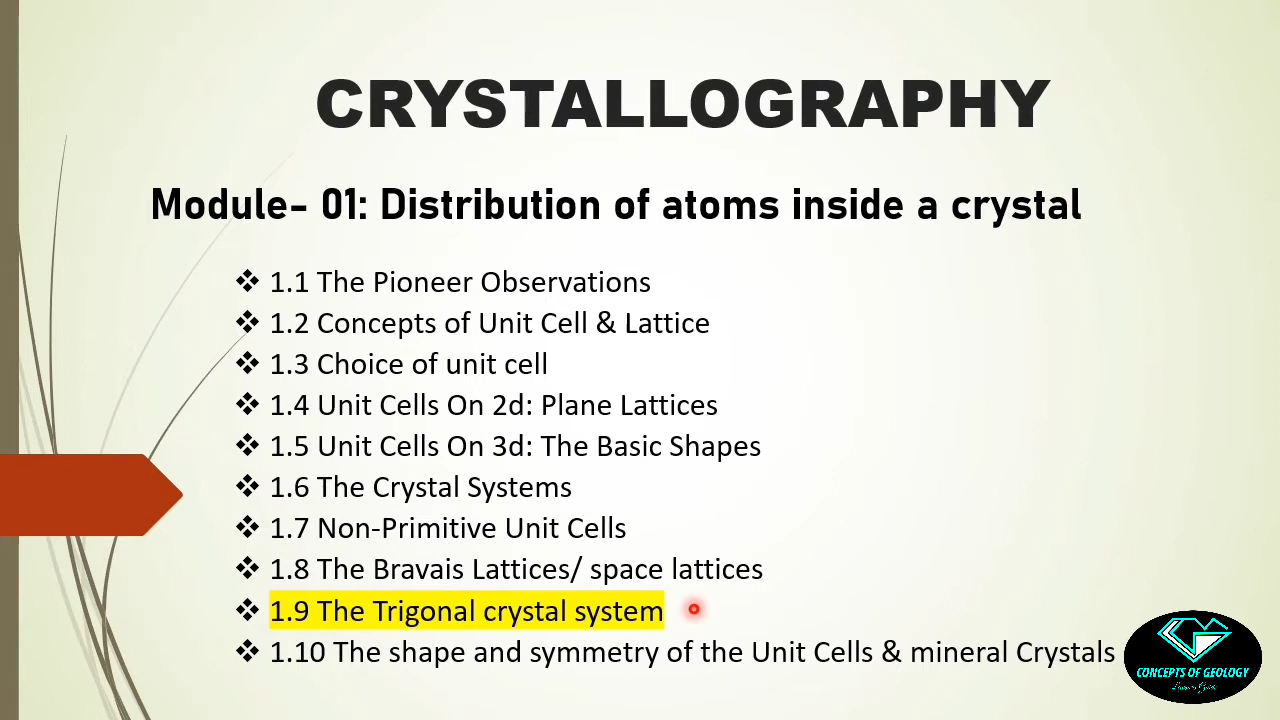 CRYSTALLOGRAPHY
Module- 01: Distribution of atoms inside a crystal
❖ 1.1 The Pioneer Observations
❖ 1.2 Concepts of Unit Cell & Lattice
❖ 1.3 Choice of unit cell
❖ 1.4 Unit Cells On 2d: Plane Lattices
❖ 1.5 Unit Cells On 3d: The Basic Shapes
❖ 1.6 The Crystal Systems
❖ 1.7 Non-Primitive Unit Cells
❖ 1.8 The Bravais Lattices/ space lattices
❖ 1.9 The Trigonal crystal system
❖ 1.10 The shape and symmetry of the Unit Cells & mineral Crystals
CONCEPTS OF GEOLOGY